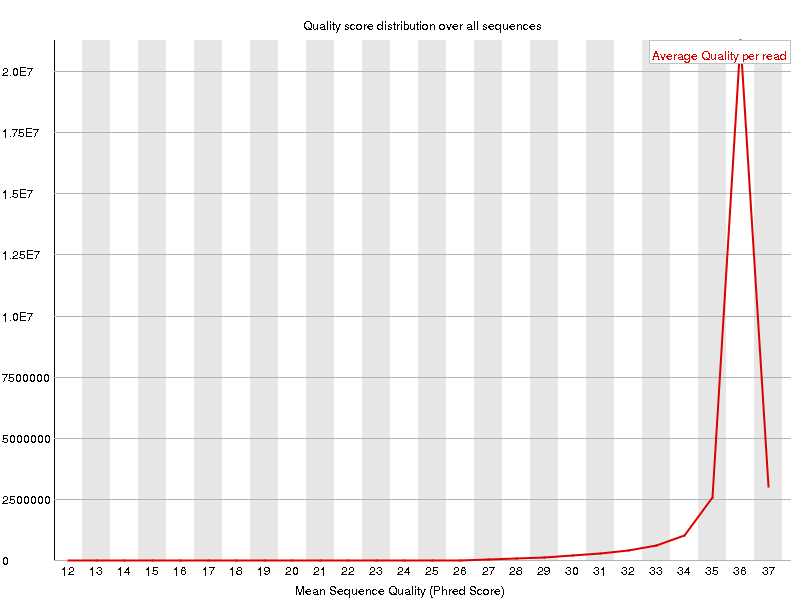 Quality score distribution over all sequences
Average Quality per read
2.0E7
1.75E7
1.5E7
1.25E7
1.0E7
7500000
5000000
2500000
0
12 13 14 15 16 17 18 19 20 21 22 23 24 25 26 27 28 29 30 31 32 33 34 35 36 37
Mean Sequence Quality (Phred Score)